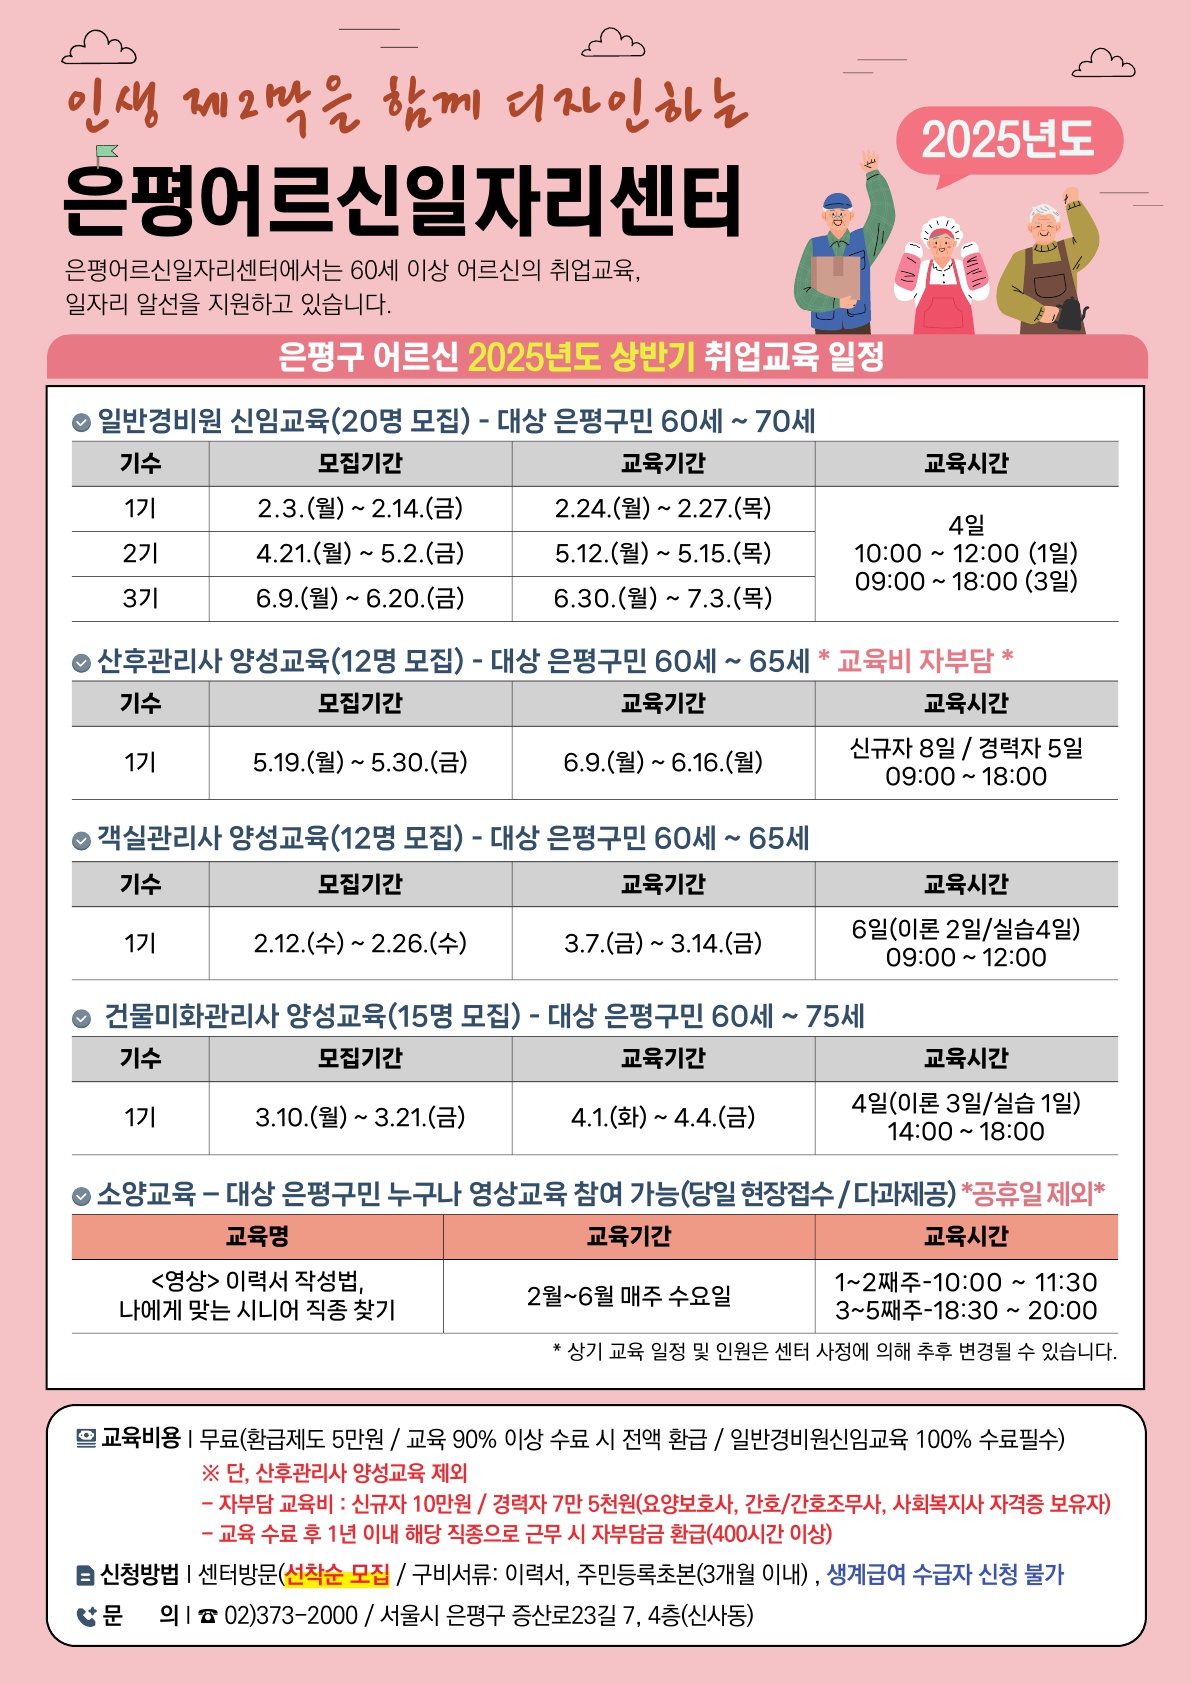 인생 제2막을 함께 디자인하는
2025년도
은평어르신일자리센터
은평어르신일자리센터에서는 60세 이상 어르신의 취업교육,
일자리 알선을 지원하고 있습니다.
은평구 어르신 2025년도 상반기 취업교육 일정
일반경비원 신임교육(20명 모집) - 대상 은평구민 60세 ~ 70세
기수 모집기간 교육기간 교육시간
1기 2.3.(월) ~ 2.14.(금) 2.24.(월) ~ 2.27.(목)
2기 4.21.(월) ~ 5.2.(금) 5.12.(월) ~ 5.15.(목)
3기 6.9.(월) ~ 6.20.(금) 6.30.(월) ~ 7.3.(목)
4일
10:00 ~ 12:00 (1일)
09:00 ~ 18:00 (3일)
산후관리사 양성교육(12명 모집) - 대상 은평구민 60세 ~ 65세 * 교육비 자부담 *
기수 모집기간 교육기간 교육시간
1기 5.19.(월) ~ 5.30.(금) 6.9.(월) ~ 6.16.(월)
신규자 8일 / 경력자 5일
09:00 ~ 18:00
객실관리사 양성교육(12명 모집) - 대상 은평구민 60세 ~ 65세
기수 모집기간 교육기간 교육시간
1기 2.12.(수) ~ 2.26.(수) 3.7.(금) ~ 3.14.(금)
6일(이론 2일/실습4일)
09:00 ~ 12:00
건물미화관리사 양성교육(15명 모집) - 대상 은평구민 60세 ~ 75세
기수 모집기간 교육기간 교육시간
1기 3.10.(월) ~ 3.21.(금) 4.1.(화) ~ 4.4.(금)
4일(이론 3일/실습 1일)
14:00 ~ 18:00
소양교육 – 대상 은평구민 누구나 영상교육 참여 가능(당일 현장접수 / 다과제공) *공휴일 제외*
교육명 교육기간 교육시간
<영상> 이력서 작성법,
나에게 맞는 시니어 직종 찾기
2월~6월 매주 수요일
1~2째주-10:00 ~ 11:30
3~5째주-18:30 ~ 20:00
* 상기 교육 일정 및 인원은 센터 사정에 의해 추후 변경될 수 있습니다.
교육비용 | 무료(환급제도 5만원 / 교육 90% 이상 수료 시 전액 환급 / 일반경비원신임교육 100% 수료필수)
※ 단, 산후관리사 양성교육 제외
- 자부담 교육비 : 신규자 10만원 / 경력자 7만 5천원(요양보호사, 간호/간호조무사, 사회복지사 자격증 보유자)
- 교육 수료 후 1년 이내 해당 직종으로 근무 시 자부담금 환급(400시간 이상)
신청방법 | 센터방문(선착순 모집 / 구비서류: 이력서, 주민등록초본(3개월 이내) , 생계급여 수급자 신청 불가
문 의 | ☎ 02)373-2000 / 서울시 은평구 증산로23길 7, 4층(신사동)